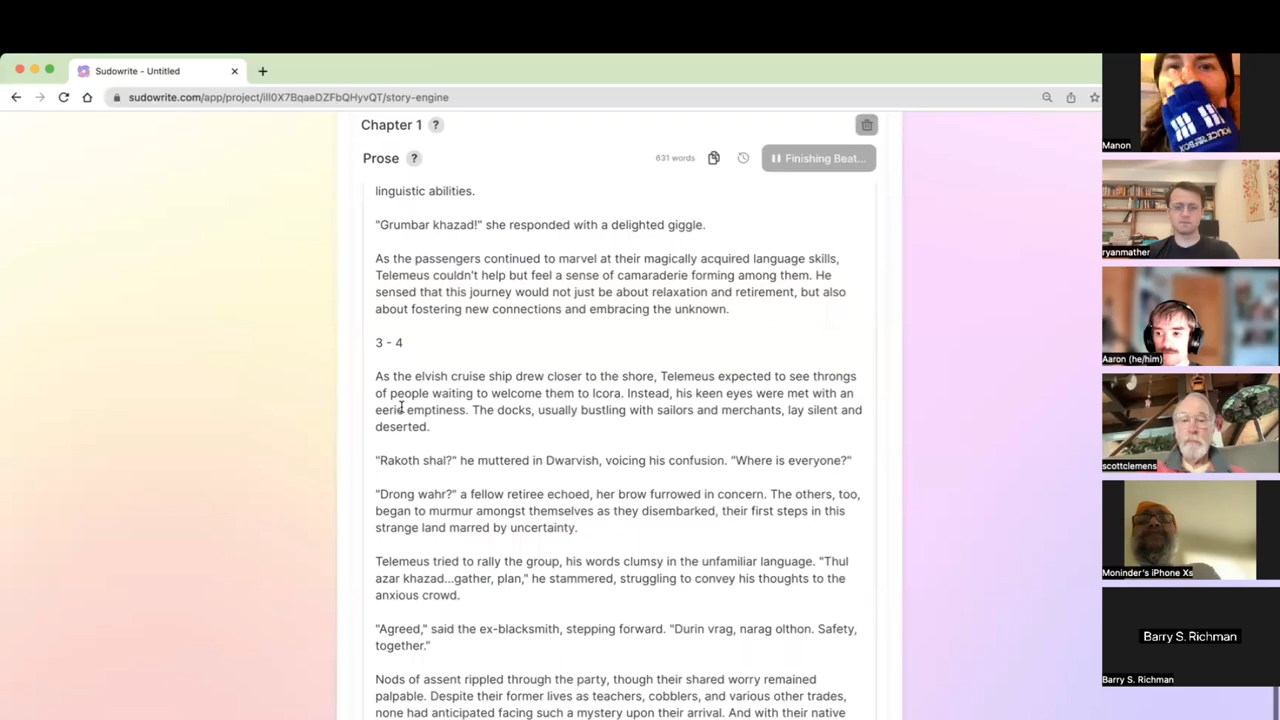 Sudowrite - Untitled
sudowrite.com/app/project/ill0X7BqaeDZFbQHyvQT/story-engine
Chapter 1 ?
Prose ?
631 words
Finishing Beat...
linguistic abilities.
"Grumbar khazad!" she responded with a delighted giggle.
As the passengers continued to marvel at their magically acquired language skills,
Telemeus couldn't help but feel a sense of camaraderie forming among them. He
sensed that this journey would not just be about relaxation and retirement, but also
about fostering new connections and embracing the unknown.
3 - 4
As the elvish cruise ship drew closer to the shore, Telemeus expected to see throngs
of people waiting to welcome them to Icora. Instead, his keen eyes were met with an
eerie emptiness. The docks, usually bustling with sailors and merchants, lay silent and
deserted.
"Rakoth shal?" he muttered in Dwarvish, voicing his confusion. "Where is everyone?"
"Drong wahr?" a fellow retiree echoed, her brow furrowed in concern. The others, too,
began to murmur amongst themselves as they disembarked, their first steps in this
strange land marred by uncertainty.
Telemeus tried to rally the group, his words clumsy in the unfamiliar language. "Thul
azar khazad...gather, plan," he stammered, struggling to convey his thoughts to the
anxious crowd.
"Agreed," said the ex-blacksmith, stepping forward. "Durin vrag, narag olthon. Safety,
together."
Nods of assent rippled through the party, though their shared worry remained
palpable. Despite their former lives as teachers, cobblers, and various other trades,
none had anticipated facing such a mystery upon their arrival. And with their native
POLICE
BOX
Manon
ryanmather
Aaron (he/him)
scottclemens
Moninder's iPhone Xs
Barry S. Richman
Barry S. Richman